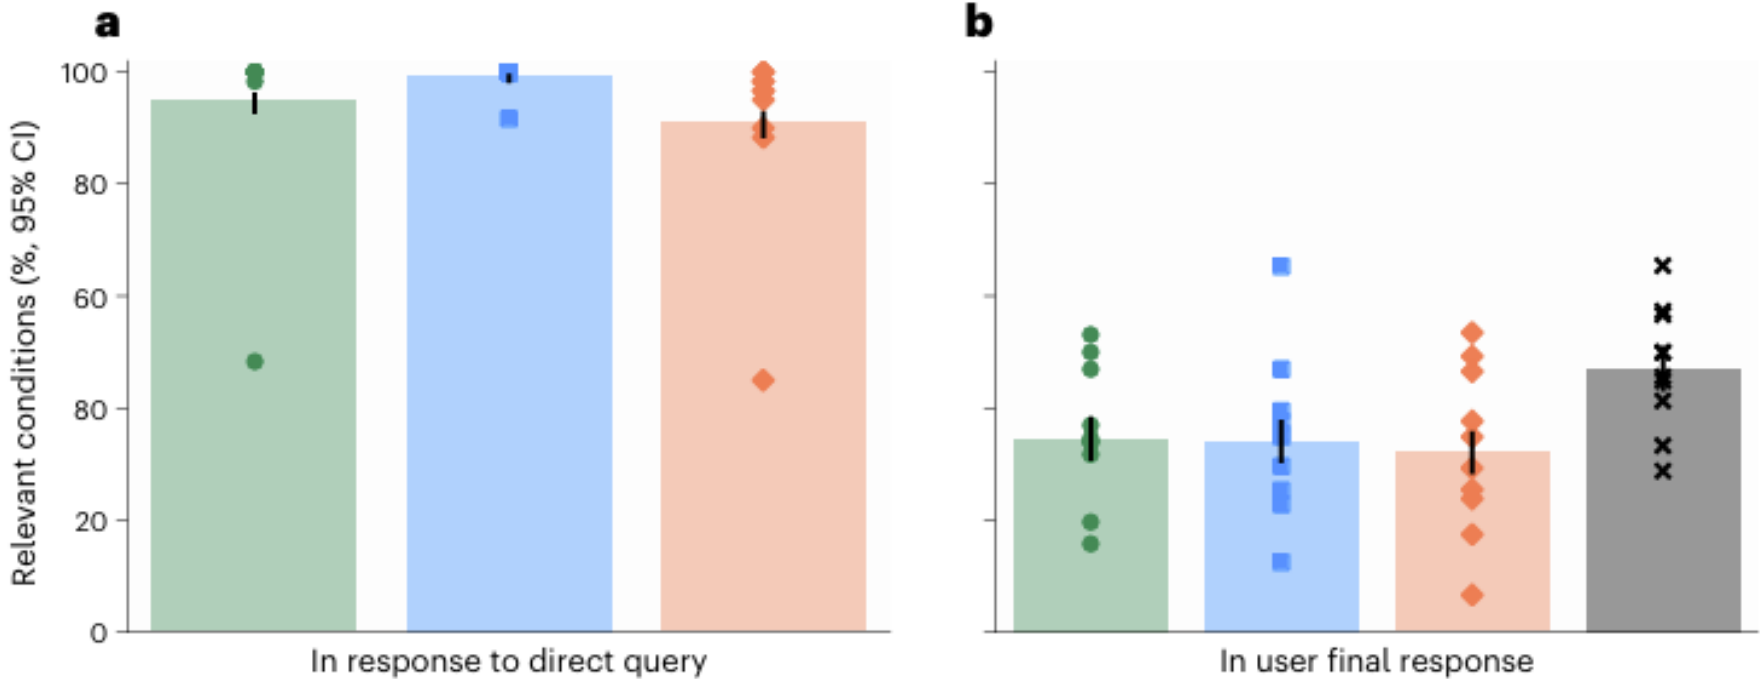 a
b
Relevant conditions (%, 95% CI)
100
80
60
80
20
0
In response to direct query
In user final response